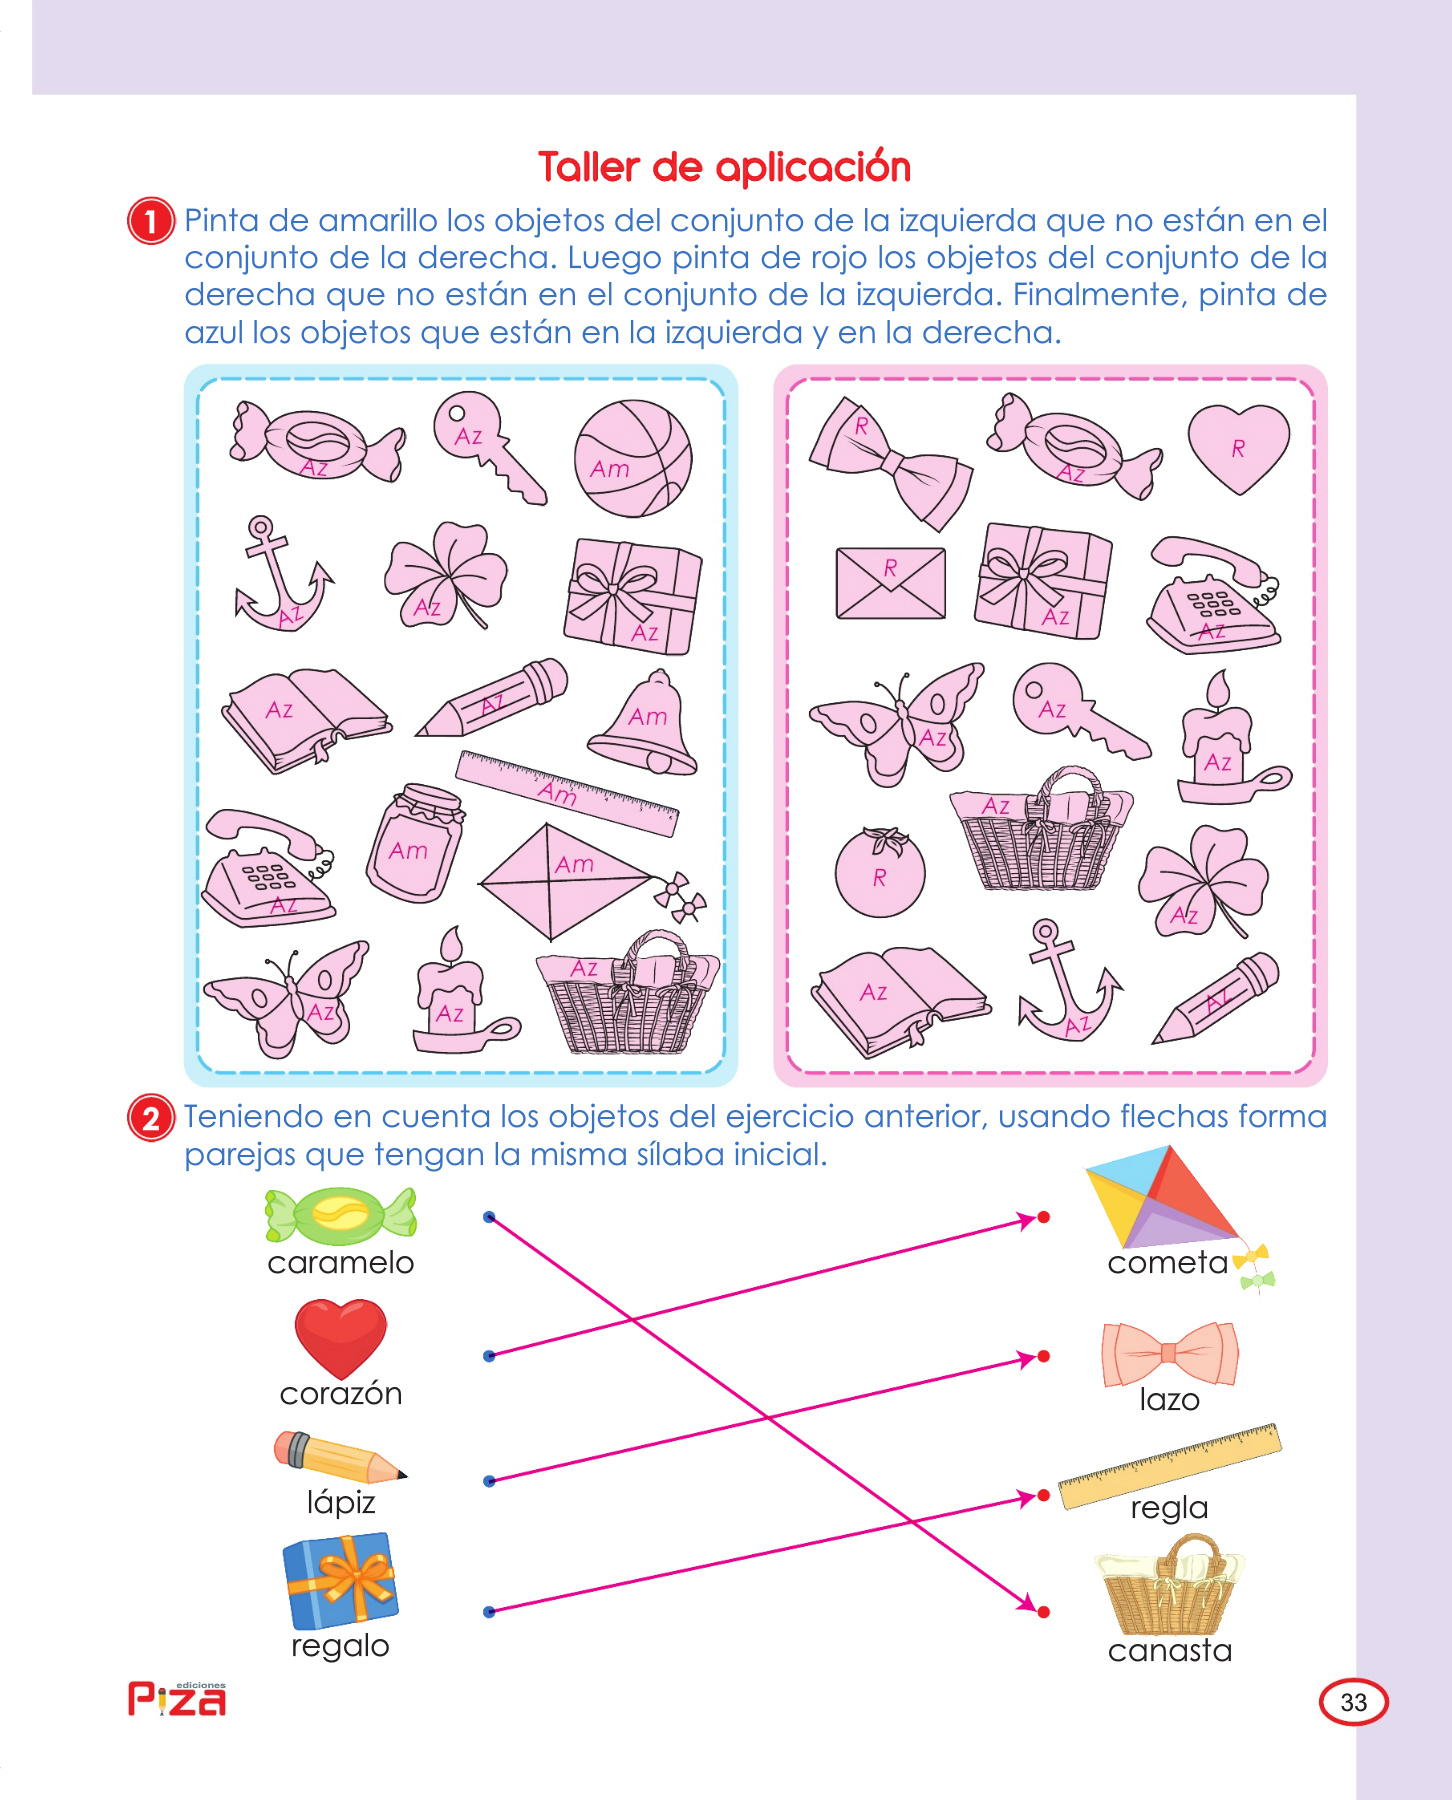 Taller de aplicación
1 Pinta de amarillo los objetos del conjunto de la izquierda que no están en el
conjunto de la derecha. Luego pinta de rojo los objetos del conjunto de la
derecha que no están en el conjunto de la izquierda. Finalmente, pinta de
azul los objetos que están en la izquierda y en la derecha.
Az Az Am
Az Az Az
Az Az Am
Am
Az Am Am
Az Az Az
R Az R
R Az Az
Az Az Az
R Az Az
Az Az Az
2 Teniendo en cuenta los objetos del ejercicio anterior, usando flechas forma
parejas que tengan la misma sílaba inicial.
caramelo cometa
corazón lazo
lápiz regla
regalo canasta
ediciones
Piza
33